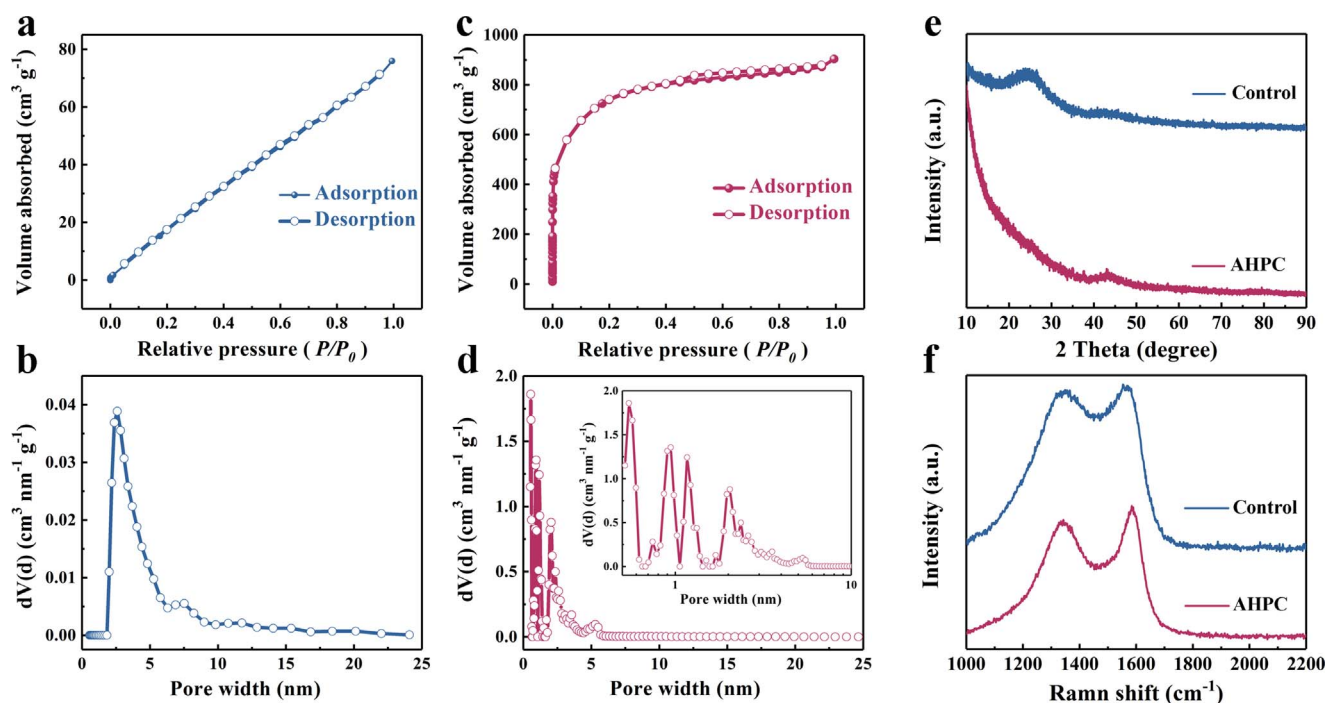 a
Volume absorbed (cm³ g⁻¹)
80
60
40
20
0
Adsorption
Desorption
0.0 0.2 0.4 0.6 0.8 1.0
Relative pressure ( P/P₀ )
c
Volume absorbed (cm³ g⁻¹)
1000
800
600
400
200
0
Adsorption
Desorption
0.0 0.2 0.4 0.6 0.8 1.0
Relative pressure ( P/P₀ )
e
Intensity (a.u.)
Control
AHPC
10 20 30 40 50 60 70 80 90
2 Theta (degree)
b
dV(d) (cm³ nm⁻¹ g⁻¹)
0.04
0.03
0.02
0.01
0.00
0 5 10 15 20 25
Pore width (nm)
d
dV(d) (cm³ nm⁻¹ g⁻¹)
2.0
1.5
1.0
0.5
0.0
0 5 10 15 20 25
Pore width (nm)
dV(d) (cm³ nm⁻¹ g⁻¹)
2.0
1.5
1.0
0.5
0.0
1 10
Pore width (nm)
f
Intensity (a.u.)
Control
AHPC
1000 1200 1400 1600 1800 2000 2200
Ramn shift (cm⁻¹)